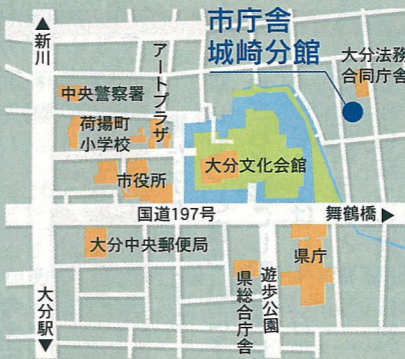 ▲新川
アートプラザ
市庁舎
城崎分館
大分法務
合同庁舎
中央警察署
荷揚町
小学校
市役所
大分文化会館
国道197号
舞鶴橋▶
大分中央郵便局
県庁
県総合庁舎
遊歩公園
大分駅▼